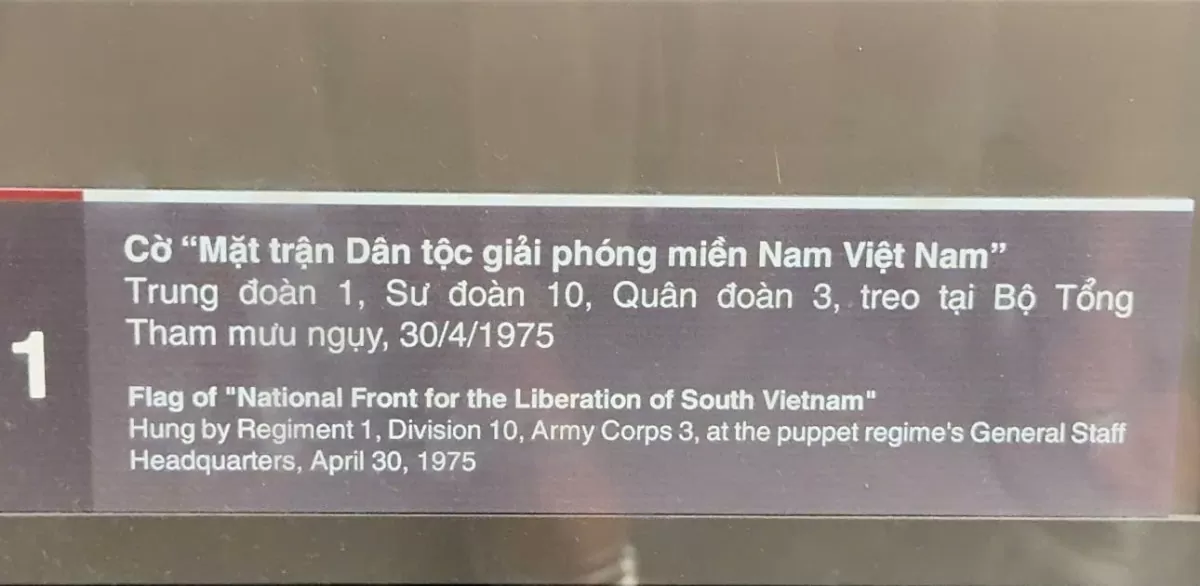 1
Cờ “Mặt trận Dân tộc giải phóng miền Nam Việt Nam”
Trung đoàn 1, Sư đoàn 10, Quân đoàn 3, treo tại Bộ Tổng
Tham mưu ngụy, 30/4/1975
Flag of "National Front for the Liberation of South Vietnam"
Hung by Regiment 1, Division 10, Army Corps 3, at the puppet regime's General Staff
Headquarters, April 30, 1975